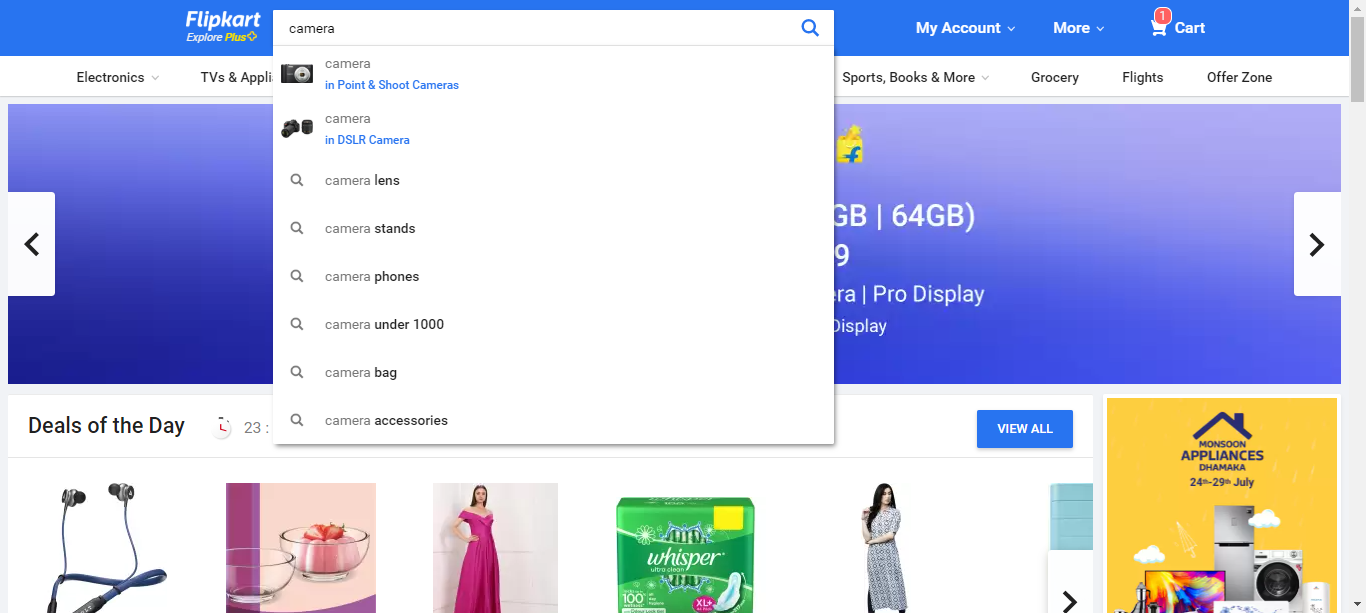 Flipkart
Explore Plus
camera
My Account
More
1
Cart
Electronics
TVs & Appli
Sports, Books & More
Grocery
Flights
Offer Zone
camera
in Point & Shoot Cameras
camera
in DSLR Camera
camera lens
camera stands
camera phones
camera under 1000
camera bag
camera accessories
GB | 64GB)
9
era | Pro Display
Display
Deals of the Day
23 :
VIEW ALL
MONSOON
APPLIANCES
DHAMAKA
24th-29th July
whisper
ultra clean
100%
XL+